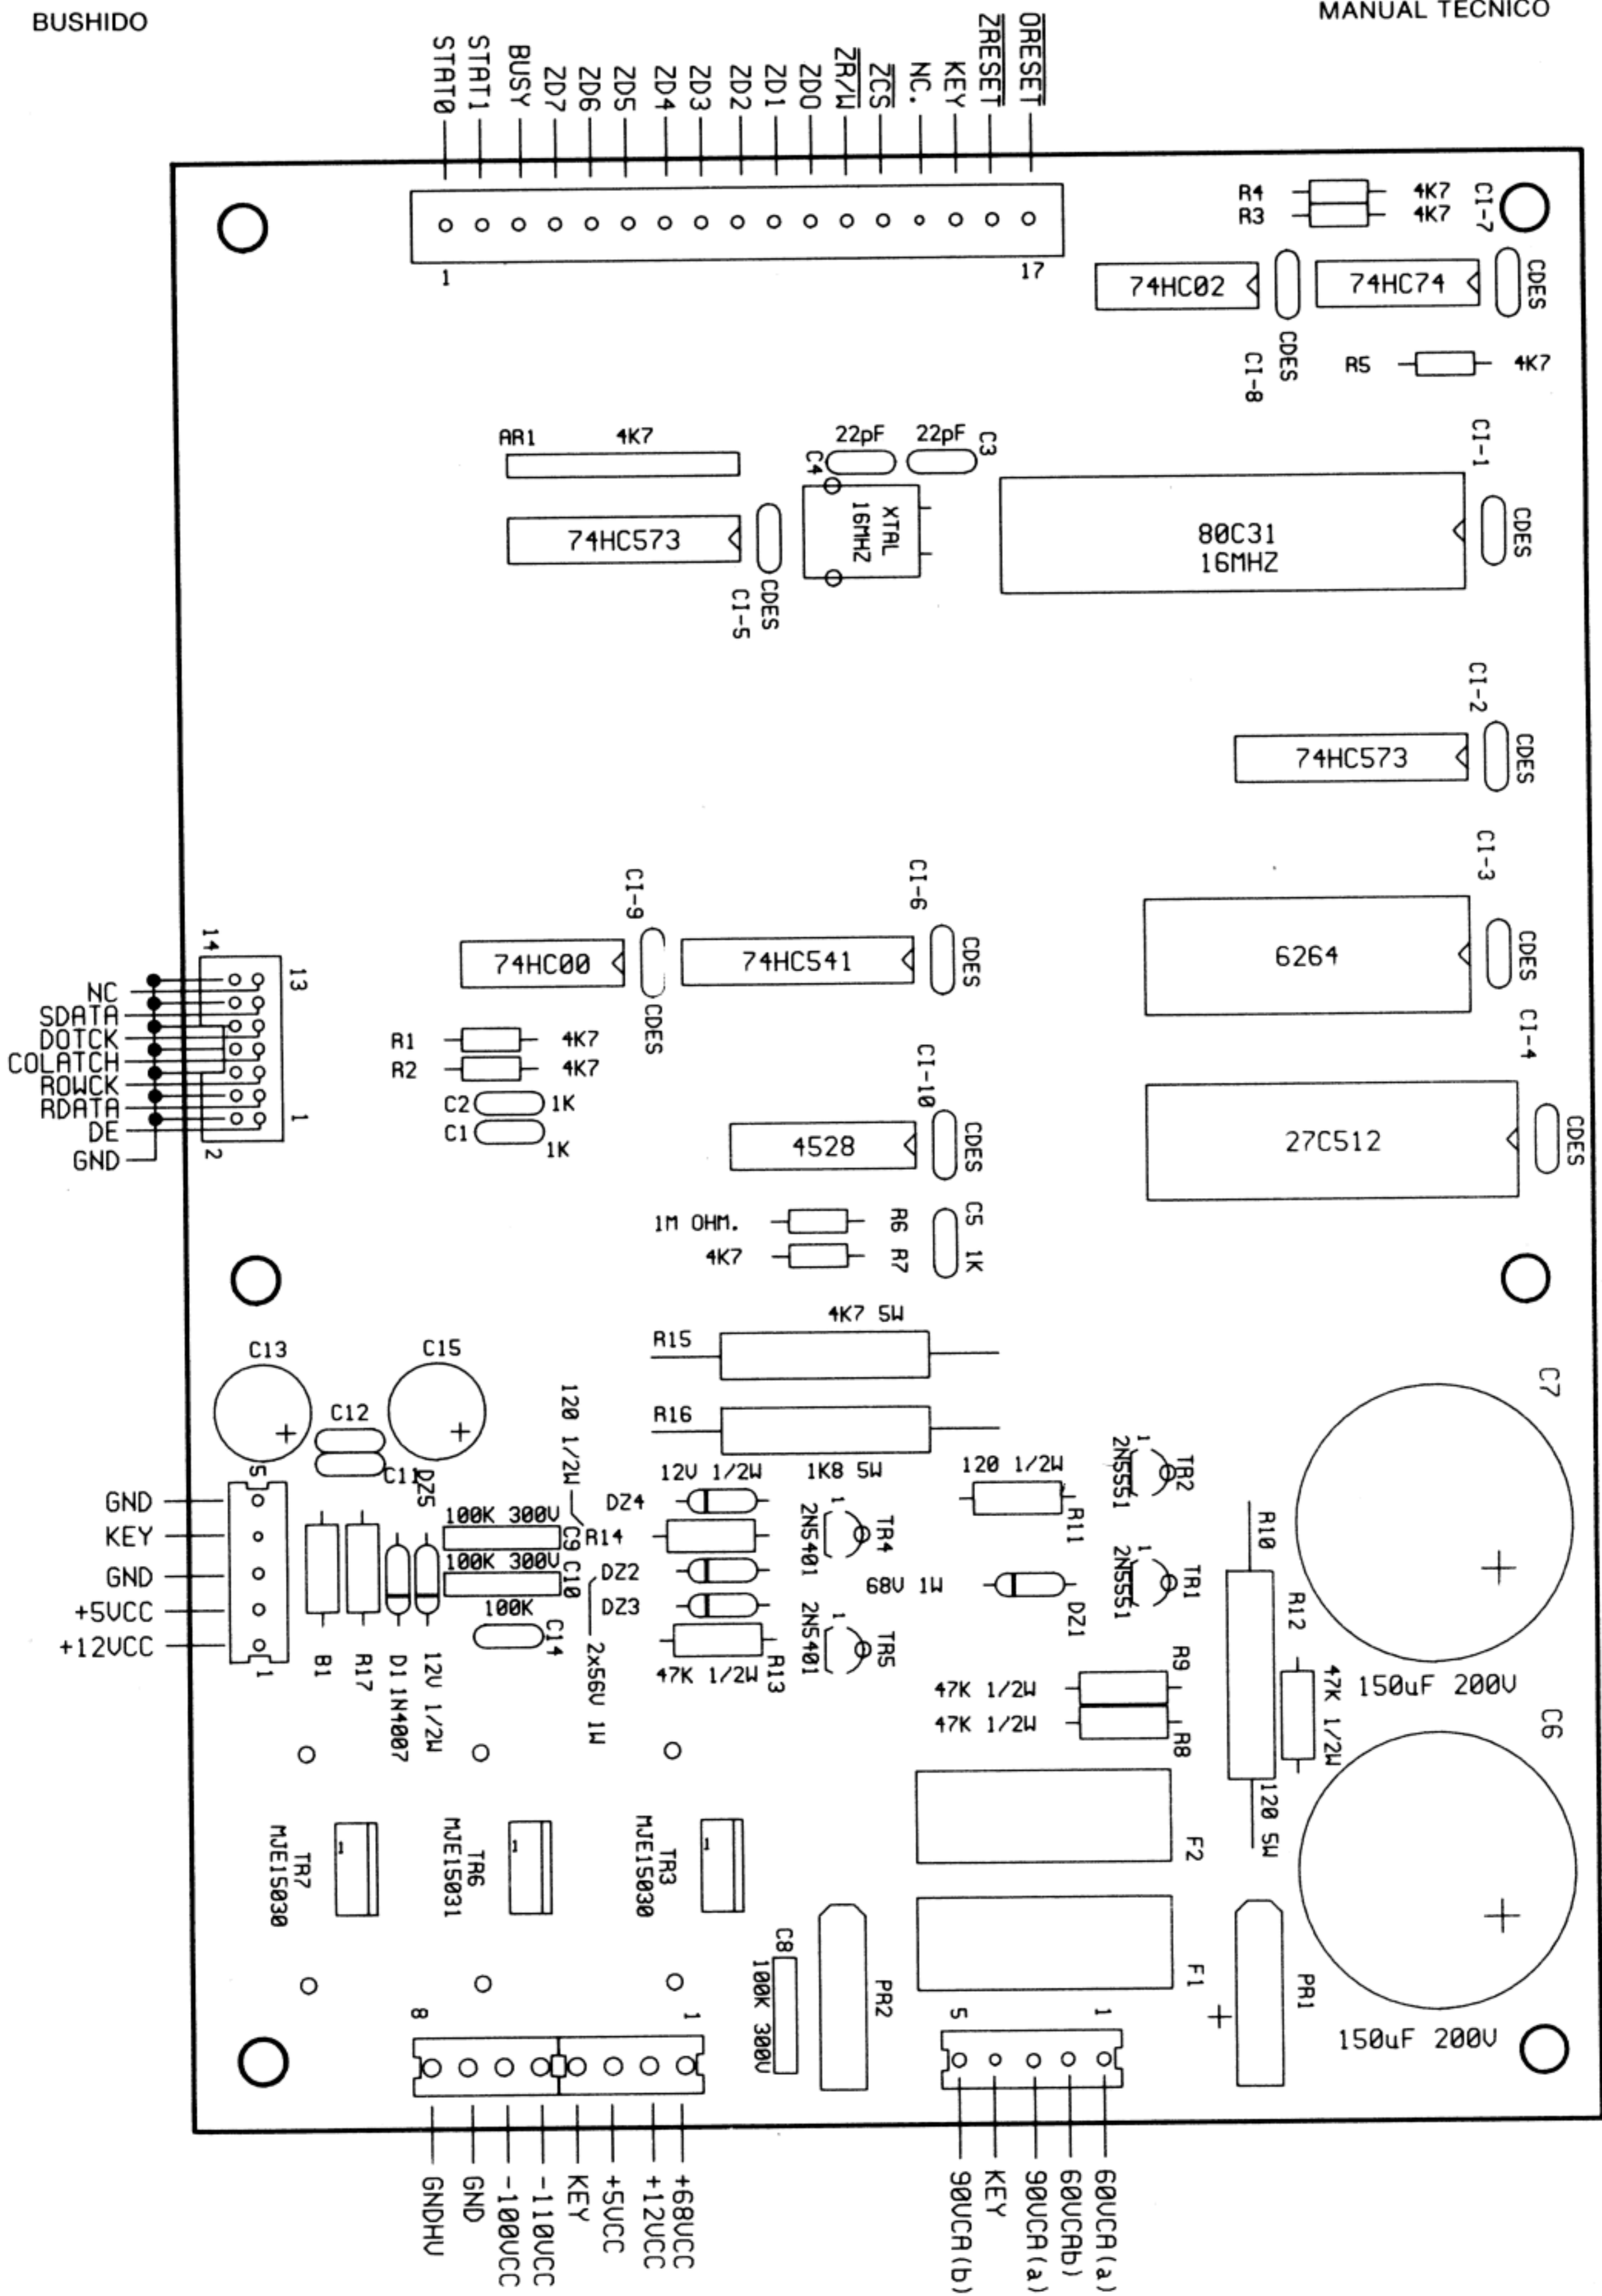 BUSHIDO
MANUAL TECNICO
STAT0
STAT1
BUSY
ZD7
ZD6
ZD5
ZD4
ZD3
ZD2
ZD1
ZD0
ZR/W
ZCS
NC.
KEY
ZRESET
ORESET
1
17
R4
4K7
R3
4K7
CI-7
74HC02
CDES
CI-8
74HC74
CDES
R5
4K7
AR1
4K7
22pF
22pF
C4
C3
XTAL
16MHZ
74HC573
CDES
CI-5
CI-1
80C31
16MHZ
CDES
CI-2
74HC573
CDES
CI-3
6264
CDES
CI-9
74HC00
CDES
CI-6
74HC541
CDES
CI-4
27C512
CDES
14
13
NC
SDATA
DOTCK
COLATCH
ROWCK
RDATA
DE
GND
1
2
R1
4K7
R2
4K7
C2
1K
C1
1K
CI-10
4528
CDES
1M OHM.
R6
4K7
R7
C5
1K
4K7 5W
R15
R16
1K8 5W
C13
C15
C12
C11
DZ5
120 1/2W
C7
5
GND
KEY
GND
+5VCC
+12VCC
1
100K 300V
C9
100K 300V
C10
100K
C14
B1
R17
D1 1N4007
12V 1/2W
12V 1/2W
DZ4
R14
DZ2
DZ3
2x56V 1W
47K 1/2W
R13
1
2N5401
TR4
1
2N5401
TR5
120 1/2W
R11
68V 1W
DZ1
1
2N5551
TR2
1
2N5551
TR1
R10
R12
47K 1/2W
120 5W
150uF 200V
C6
47K 1/2W
R9
47K 1/2W
R8
F2
F1
TR7
MJE15030
1
TR6
MJE15031
1
TR3
MJE15030
1
C8
100K 300V
PR2
PR1
+
150uF 200V
8
1
5
1
GNDHV
GND
-100VCC
-110VCC
KEY
+5VCC
+12VCC
+68VCC
90VCA(b)
KEY
90VCA(a)
60VCAb)
60VCA(a)